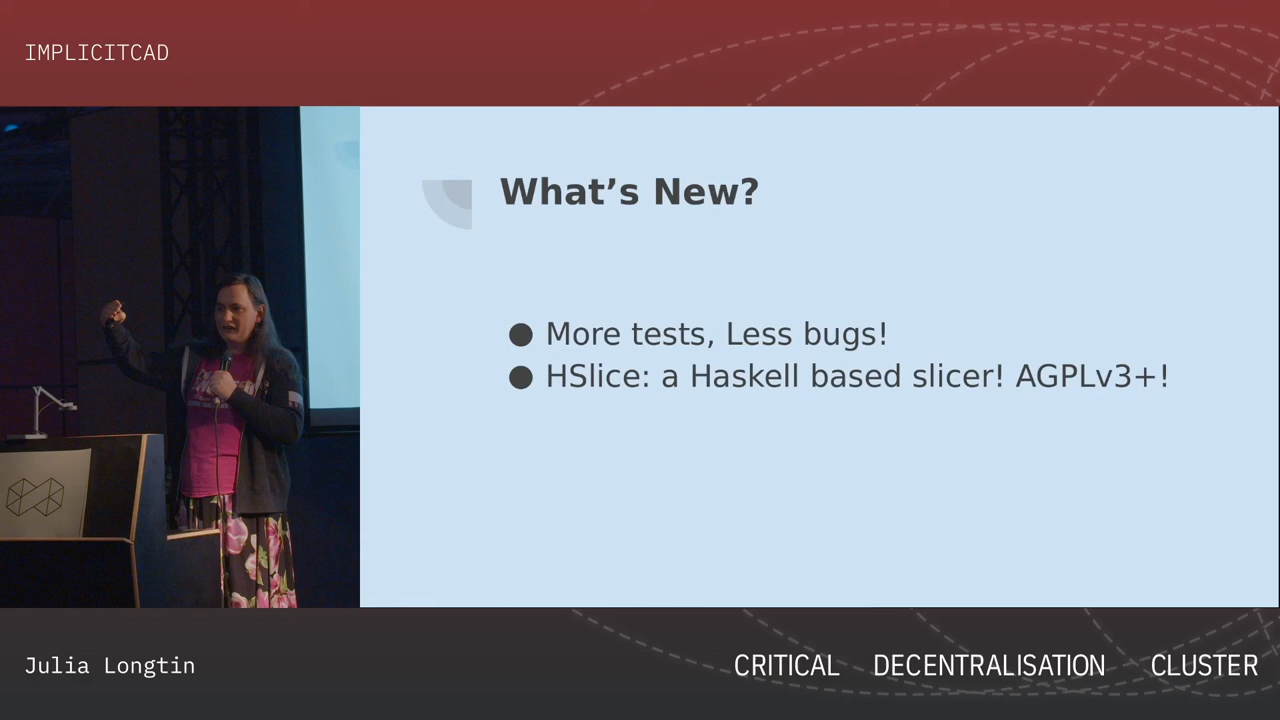 IMPLICITCAD
What’s New?
● More tests, Less bugs!
● HSlice: a Haskell based slicer! AGPLv3+!
Julia Longtin
CRITICAL DECENTRALISATION CLUSTER